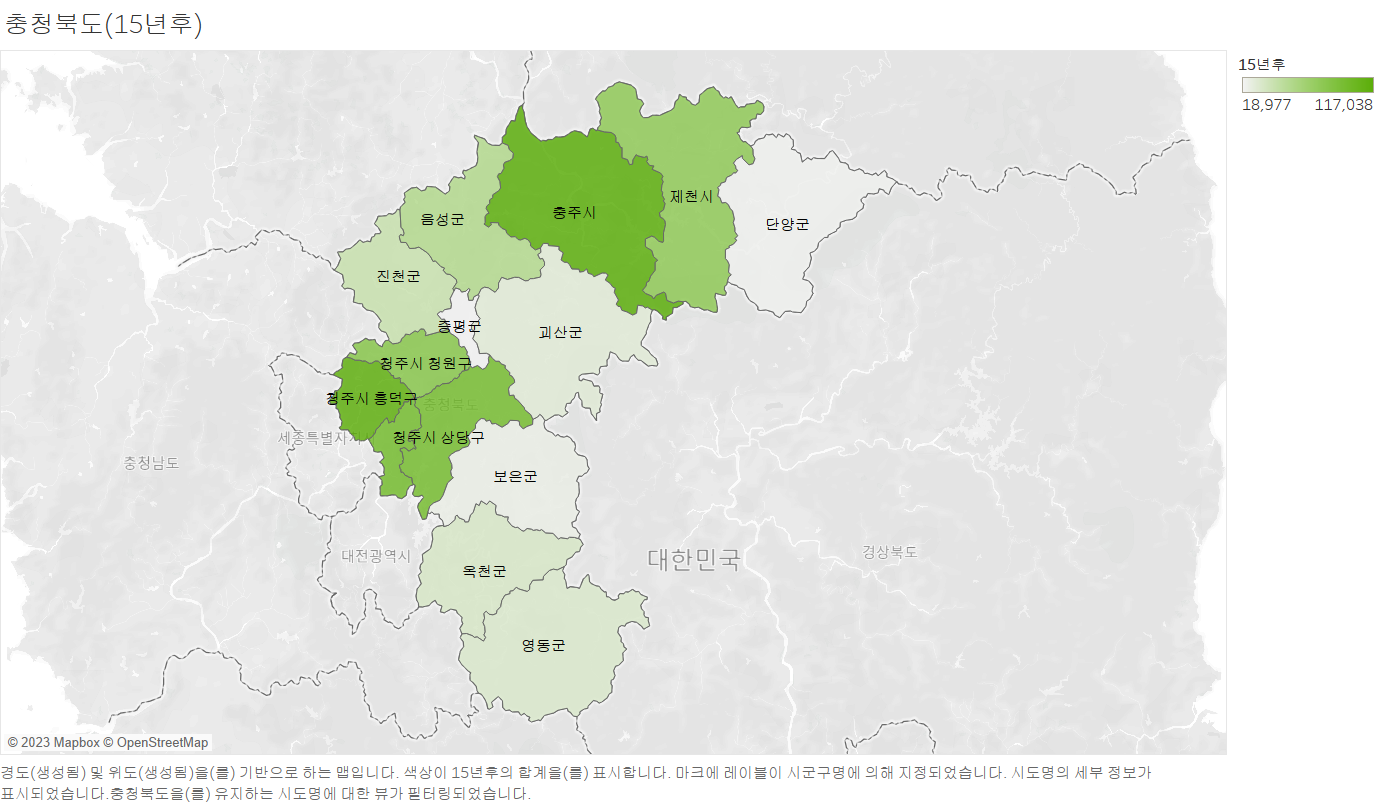 충청북도(15년후)
15년후
18,977 117,038
제천시
충주시
음성군
단양군
진천군
증평군
괴산군
청주시 청원구
청주시 흥덕구
충청북도
청주시 상당구
세종특별자치
충청남도
보은군
대전광역시
대한민국
경상북도
옥천군
영동군
© 2023 Mapbox © OpenStreetMap
경도(생성됨) 및 위도(생성됨)을(를) 기반으로 하는 맵입니다. 색상이 15년후의 합계을(를) 표시합니다. 마크에 레이블이 시군구명에 의해 지정되었습니다. 시도명의 세부 정보가
표시되었습니다.충청북도을(를) 유지하는 시도명에 대한 뷰가 필터링되었습니다.